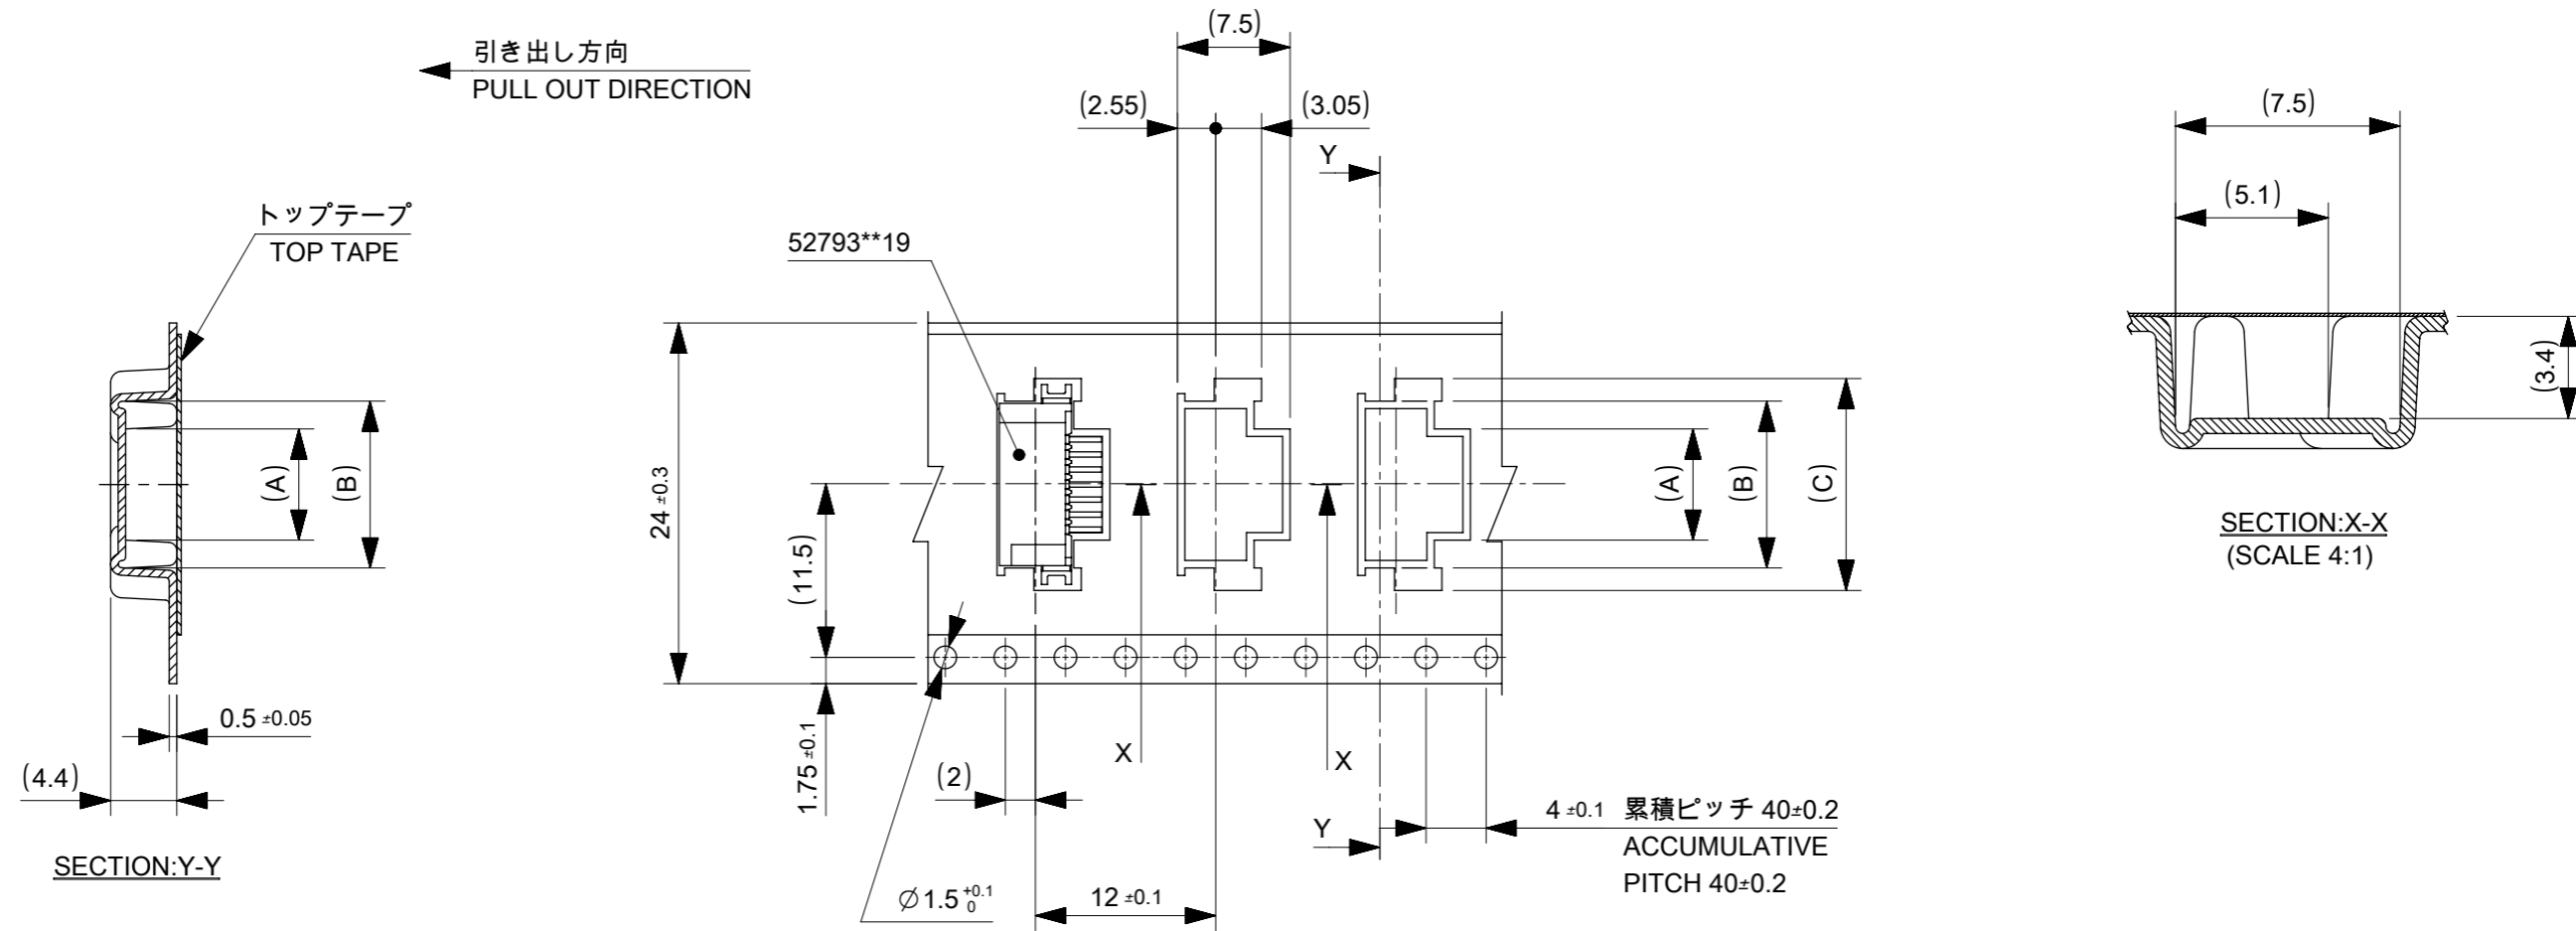 (7.5)
引き出し方向
PULL OUT DIRECTION
(2.55)
(3.05)
(7.5)
Y
(5.1)
トップテープ
TOP TAPE
52793**19
(3.4)
(A)
(B)
24 ±0.3
(11.5)
(A)
(B)
(C)
SECTION:X-X
(SCALE 4:1)
0.5 ±0.05
1.75 ±0.1
(4.4)
(2)
X
X
Y
4 ±0.1 累積ピッチ 40±0.2
ACCUMULATIVE
PITCH 40±0.2
SECTION:Y-Y
∅1.5 +0.1 0
12 ±0.1